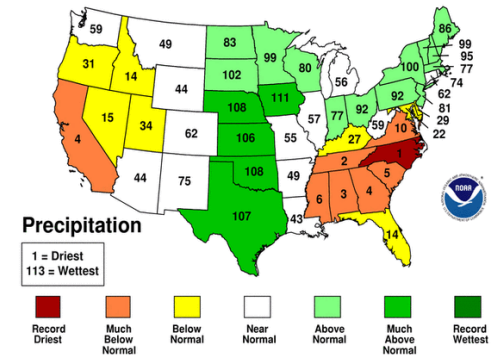 86
59
49
83
99
99
95
100
77
80
31
14
102
74
56
62
44
92
108
111
81
77
92
57
29
15
34
59
10
22
4
62
106
55
27
1
2
108
49
44
75
5
6
3
4
107
43
14
NOAA
Precipitation
1 = Driest
113 = Wettest
Record
Driest
Much
Below
Normal
Below
Normal
Near
Normal
Above
Normal
Much
Above
Normal
Record
Wettest